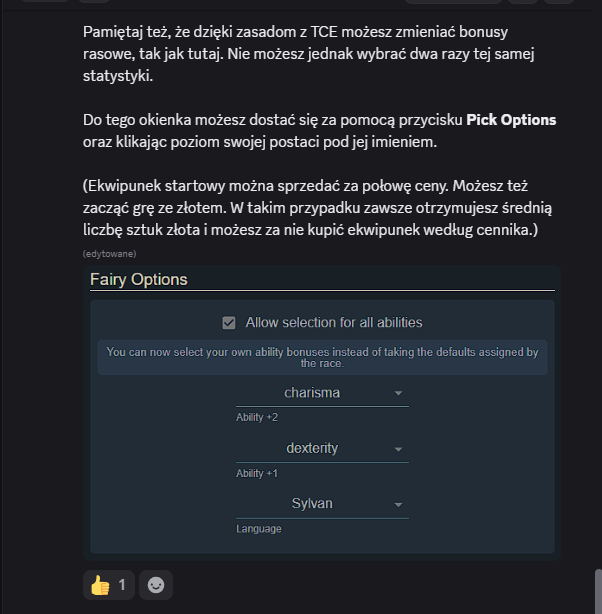 Pamiętaj też, że dzięki zasadom z TCE możesz zmieniać bonusy
rasowe, tak jak tutaj. Nie możesz jednak wybrać dwa razy tej samej
statystyki.
Do tego okienka możesz dostać się za pomocą przycisku Pick Options
oraz klikając poziom swojej postaci pod jej imieniem.
(Ekwipunek startowy można sprzedać za połowę ceny. Możesz też
zacząć grę ze złotem. W takim przypadku zawsze otrzymujesz średnią
liczbę sztuk złota i możesz za nie kupić ekwipunek według cennika.)
(edytowane)
Fairy Options
Allow selection for all abilities
You can now select your own ability bonuses instead of taking the defaults assigned by
the race.
charisma
Ability +2
dexterity
Ability +1
Sylvan
Language
1